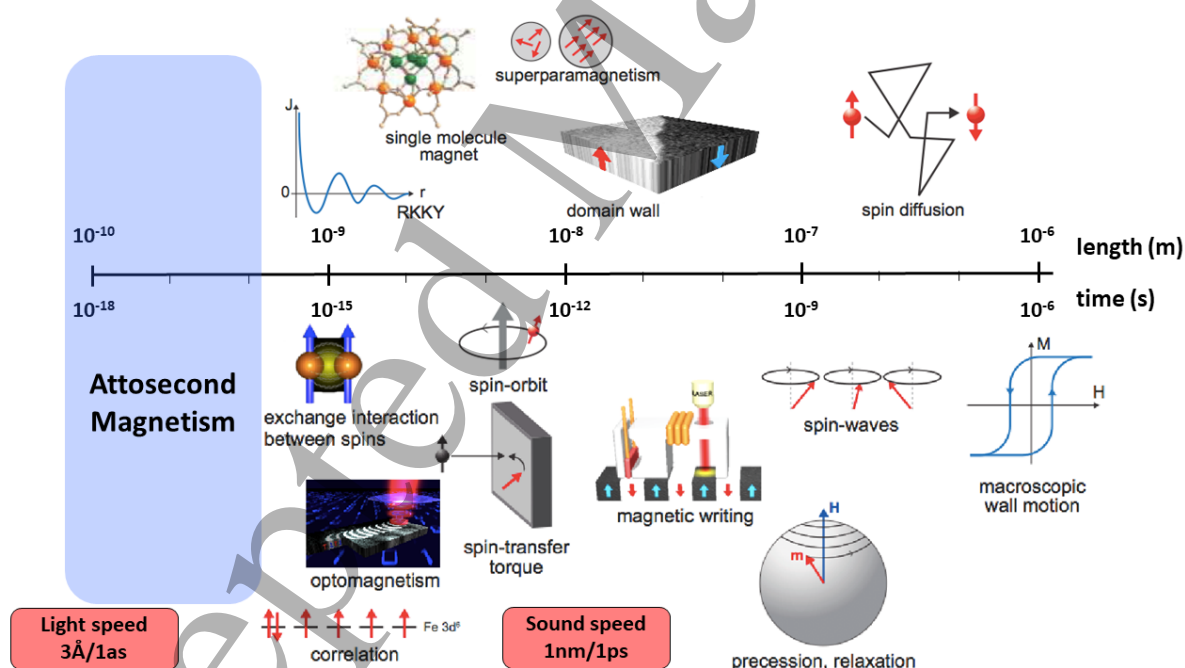 superparamagnetism
single molecule
magnet
J
0
r
RKKY
domain wall
spin diffusion
10⁻¹⁰
10⁻⁹
10⁻⁸
10⁻⁷
10⁻⁶
length (m)
10⁻¹⁸
10⁻¹⁵
10⁻¹²
10⁻⁹
10⁻⁶
time (s)
Attosecond
Magnetism
exchange interaction
between spins
spin-orbit
LASER
magnetic writing
spin-waves
M
H
macroscopic
wall motion
optomagnetism
spin-transfer
torque
H
m
precession, relaxation
Fe 3d⁶
correlation
Light speed
3Å/1as
Sound speed
1nm/1ps